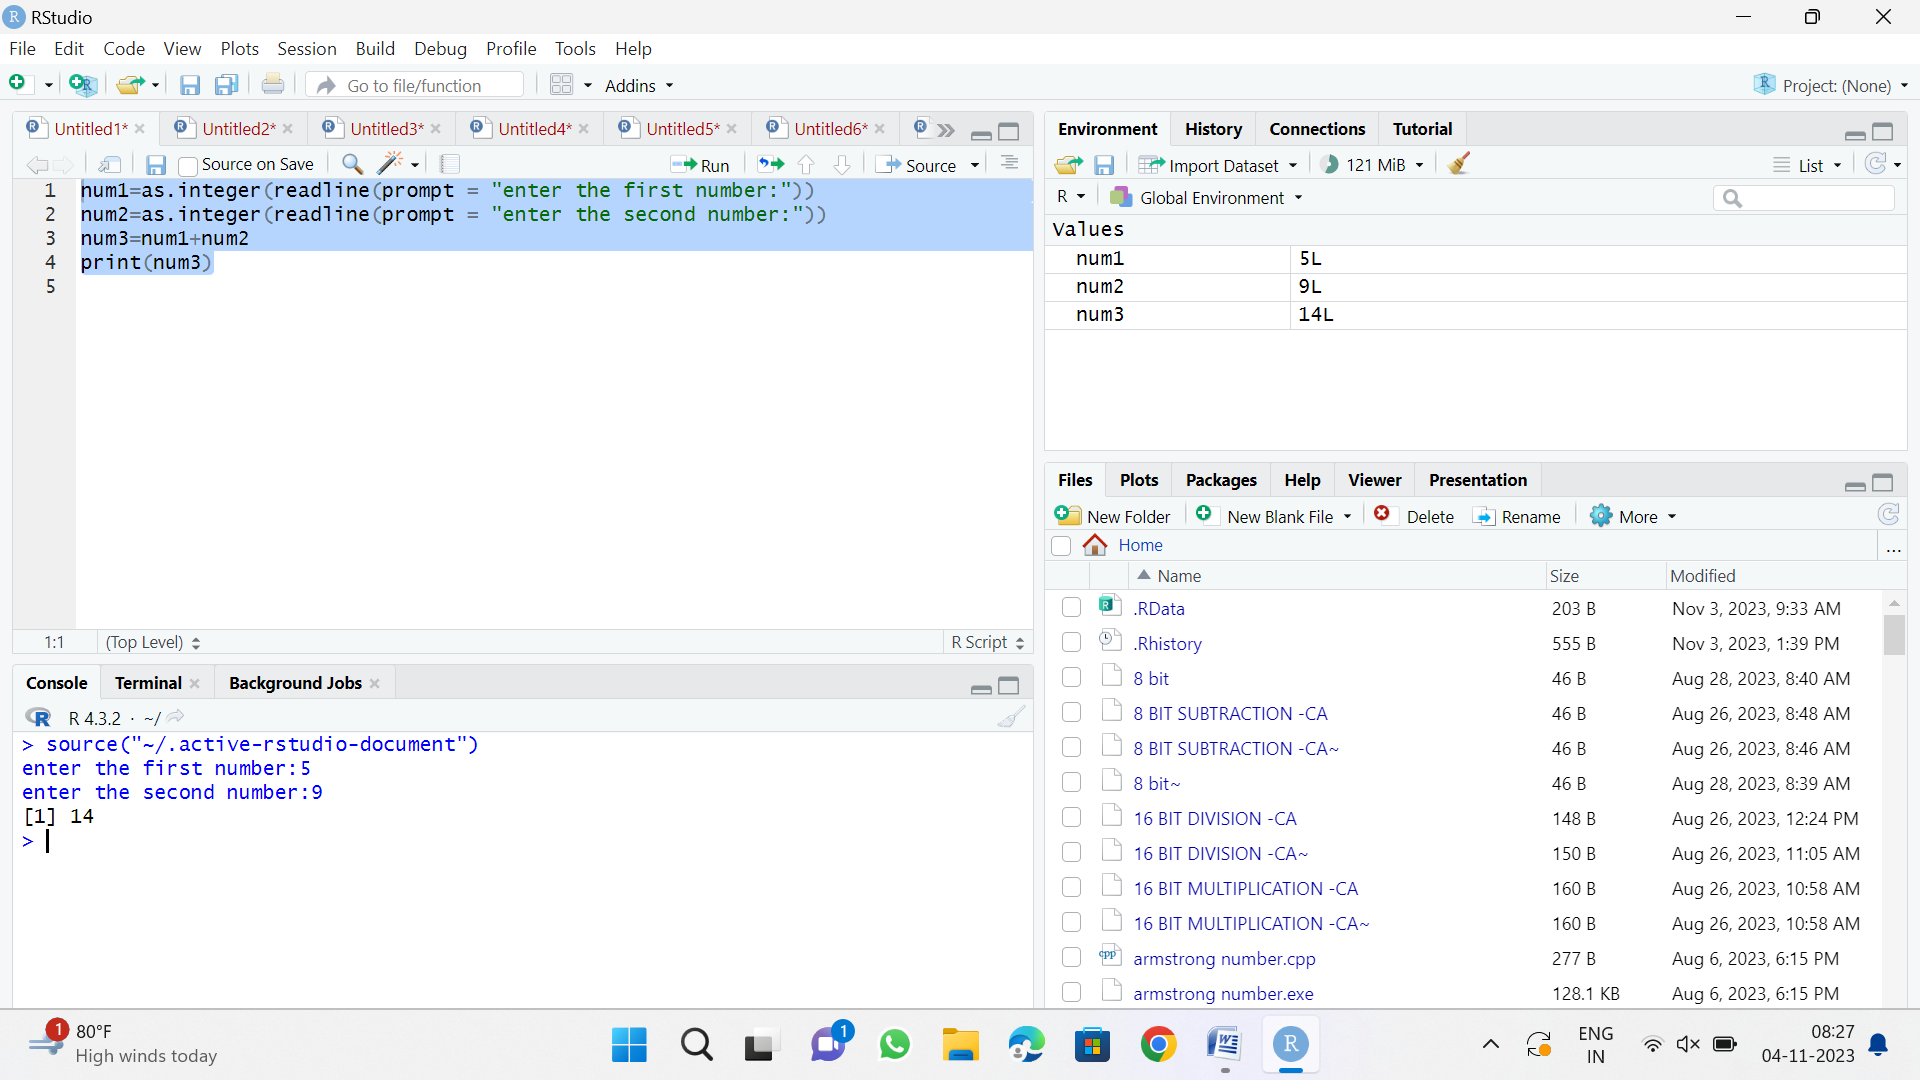 RStudio
File Edit Code View Plots Session Build Debug Profile Tools Help
Go to file/function Addins Project: (None)
Untitled1* Untitled2* Untitled3* Untitled4* Untitled5* Untitled6*
Source on Save Run Source
1 num1=as.integer(readline(prompt = "enter the first number:"))
2 num2=as.integer(readline(prompt = "enter the second number:"))
3 num3=num1+num2
4 print(num3)
5
1:1 (Top Level) R Script
Console Terminal Background Jobs
R 4.3.2 · ~/
> source("~/.active-rstudio-document")
enter the first number:5
enter the second number:9
[1] 14
>
Environment History Connections Tutorial
Import Dataset 121 MiB List
R Global Environment
Values
num1 5L
num2 9L
num3 14L
Files Plots Packages Help Viewer Presentation
New Folder New Blank File Delete Rename More
Home ...
Name Size Modified
.RData 203 B Nov 3, 2023, 9:33 AM
.Rhistory 555 B Nov 3, 2023, 1:39 PM
8 bit 46 B Aug 28, 2023, 8:40 AM
8 BIT SUBTRACTION -CA 46 B Aug 26, 2023, 8:48 AM
8 BIT SUBTRACTION -CA~ 46 B Aug 26, 2023, 8:46 AM
8 bit~ 46 B Aug 28, 2023, 8:39 AM
16 BIT DIVISION -CA 148 B Aug 26, 2023, 12:24 PM
16 BIT DIVISION -CA~ 150 B Aug 26, 2023, 11:05 AM
16 BIT MULTIPLICATION -CA 160 B Aug 26, 2023, 10:58 AM
16 BIT MULTIPLICATION -CA~ 160 B Aug 26, 2023, 10:58 AM
cpp armstrong number.cpp 277 B Aug 6, 2023, 6:15 PM
armstrong number.exe 128.1 KB Aug 6, 2023, 6:15 PM
1 80°F
High winds today
1
ENG
IN
08:27
04-11-2023